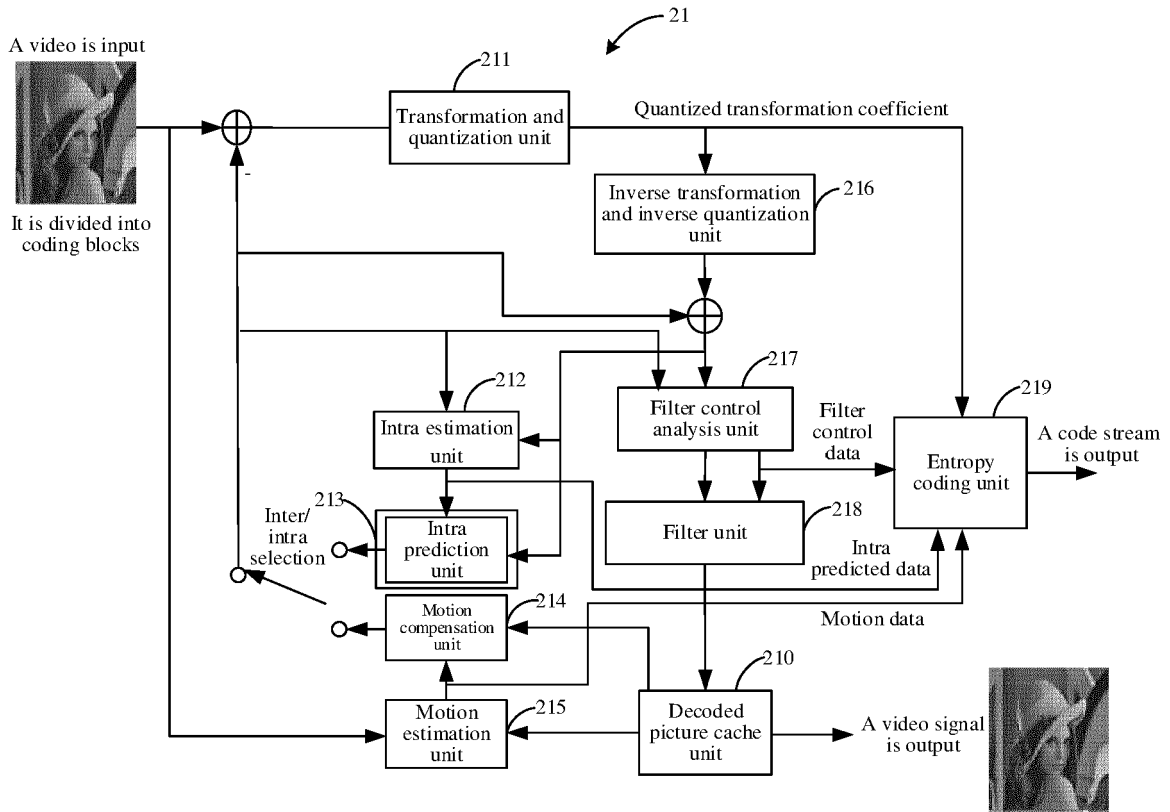 21
A video is input
211
Transformation and
quantization unit
Quantized transformation coefficient
216
Inverse transformation
and inverse quantization
unit
It is divided into
coding blocks
-
217
212
219
Filter control
analysis unit
Filter
control
data
Intra estimation
unit
A code stream
is output
Entropy
coding unit
213
218
Inter/
intra
selection
Intra
prediction
unit
Filter unit
Intra
predicted data
214
Motion
compensation
unit
Motion data
210
215
Motion
estimation
unit
Decoded
picture cache
unit
A video signal
is output